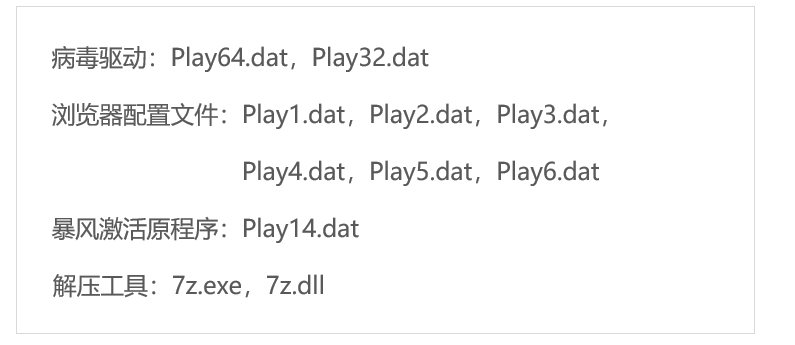 病毒驱动：Play64.dat，Play32.dat
浏览器配置文件：Play1.dat，Play2.dat，Play3.dat，
Play4.dat，Play5.dat，Play6.dat
暴风激活原程序：Play14.dat
解压工具：7z.exe，7z.dll